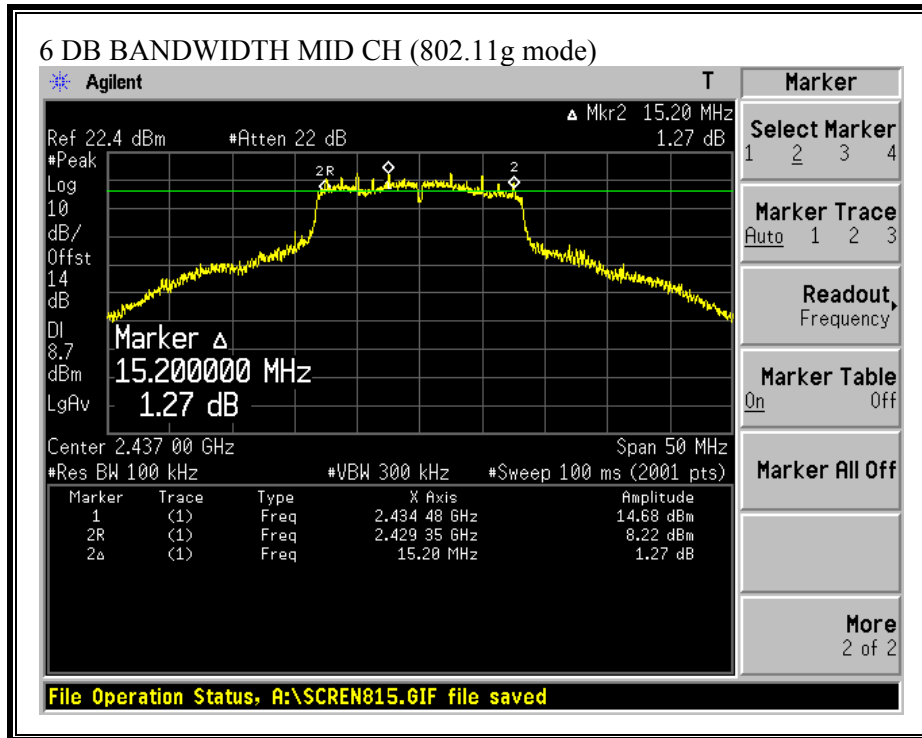 6 DB BANDWIDTH MID CH (802.11g mode)
Agilent T
Δ Mkr2 15.20 MHz
Ref 22.4 dBm #Atten 22 dB 1.27 dB
#Peak
Log
10
dB/
Offst
14
dB
DI
8.7
dBm
LgAv
2R 2
Marker Δ
15.200000 MHz
1.27 dB
Center 2.437 00 GHz Span 50 MHz
#Res BW 100 kHz #VBW 300 kHz #Sweep 100 ms (2001 pts)
Marker Trace Type X Axis Amplitude
1 (1) Freq 2.434 48 GHz 14.68 dBm
2R (1) Freq 2.429 35 GHz 8.22 dBm
2Δ (1) Freq 15.20 MHz 1.27 dB
Marker
Select Marker
1 2 3 4
Marker Trace
Auto 1 2 3
Readout
Frequency
Marker Table
On Off
Marker All Off
More
2 of 2
File Operation Status, A:\SCREN815.GIF file saved